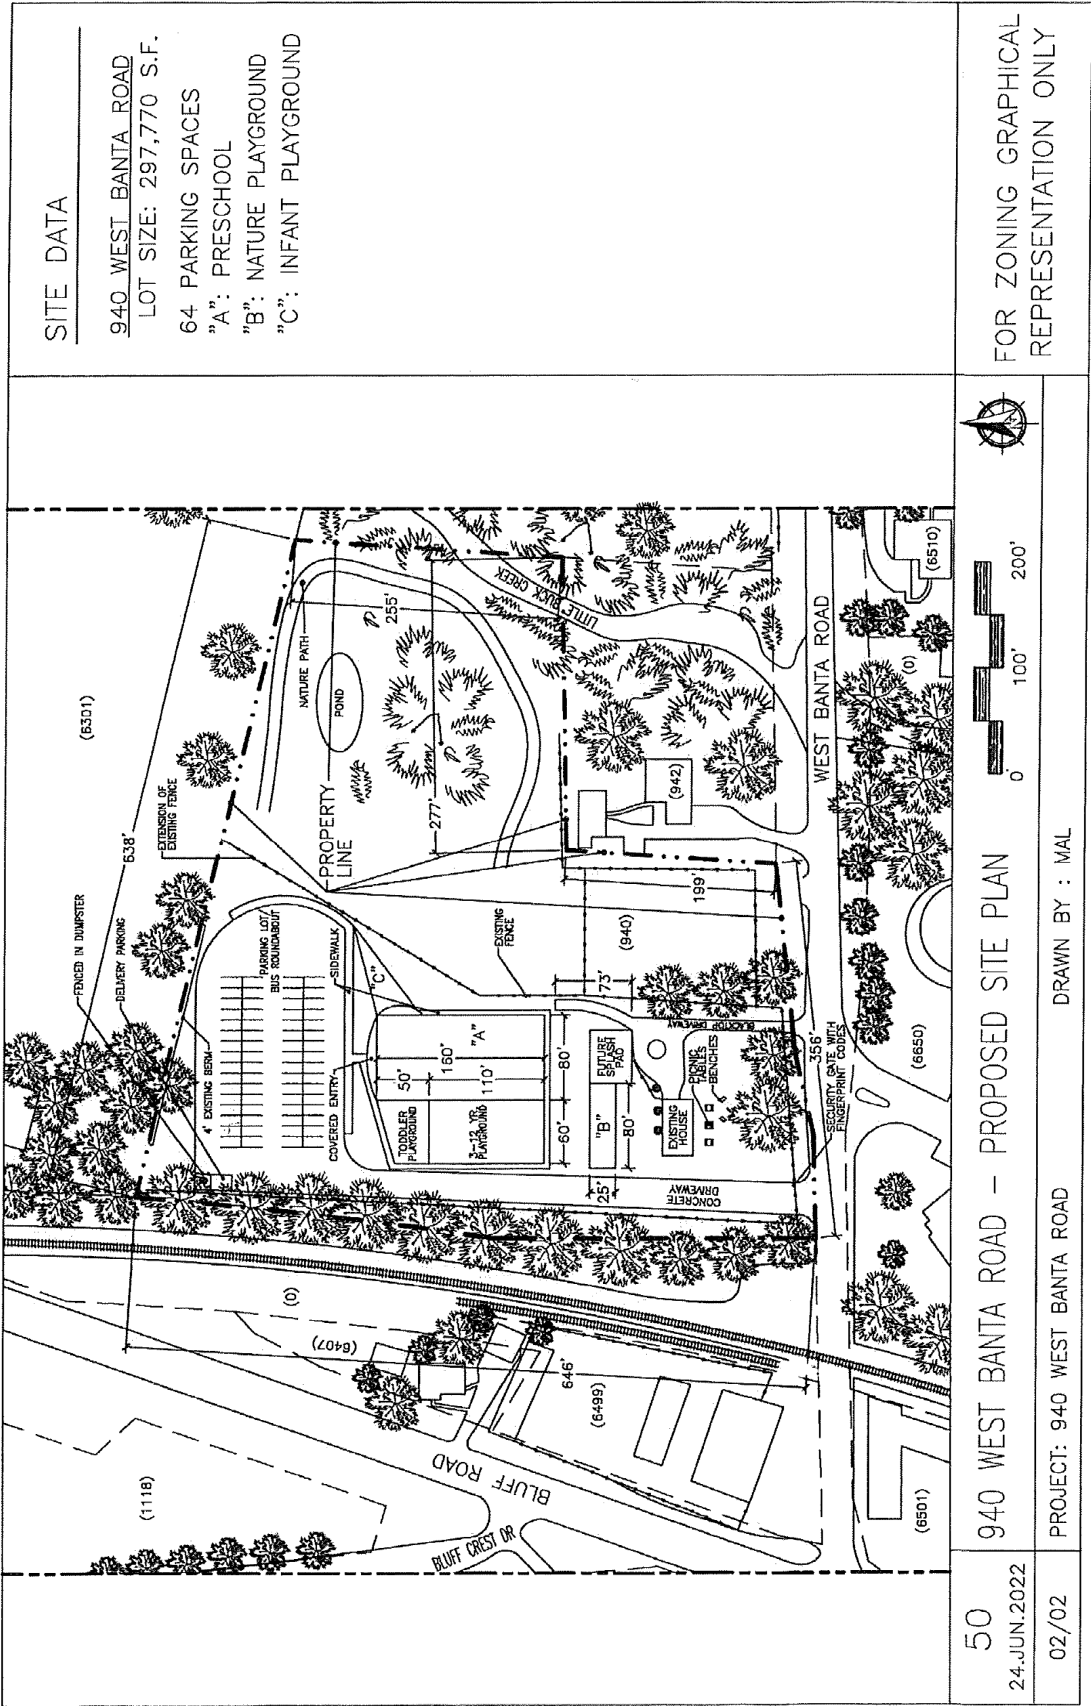 SITE DATA
940 WEST BANTA ROAD
LOT SIZE: 297,770 S.F.
64 PARKING SPACES
"A": PRESCHOOL
"B": NATURE PLAYGROUND
"C": INFANT PLAYGROUND
FOR ZONING GRAPHICAL
REPRESENTATION ONLY
(1118)
BLUFF CREST DR
BLUFF ROAD
(6407)
(0)
(6499)
646'
(6501)
FENCED IN DUMPSTER
DELIVERY PARKING
638'
(6301)
EXTENSION OF
EXISTING FENCE
4' EXISTING BERM
PARKING LOT/
BUS ROUNDABOUT
COVERED ENTRY
SIDEWALK
"C"
NATURE PATH
POND
PROPERTY
LINE
255'
277'
LITTLE BUCK CREEK
TODDLER
PLAYGROUND
50'
160'
"A"
3-12 YR.
PLAYGROUND
110'
60'
80'
EXISTING
FENCE
(940)
199'
73'
25'
"B"
80'
FUTURE
SPLASH
PAD
CONCRETE
DRIVEWAY
EXISTING
HOUSE
PICNIC
TABLES
BENCHES
BLACKTOP DRIVEWAY
(942)
356'
SECURITY GATE WITH
FINGERPRINT CODES
WEST BANTA ROAD
(6650)
(0)
(6510)
50
24.JUN.2022
940 WEST BANTA ROAD - PROPOSED SITE PLAN
0'
100'
200'
02/02
PROJECT: 940 WEST BANTA ROAD
DRAWN BY : MAL